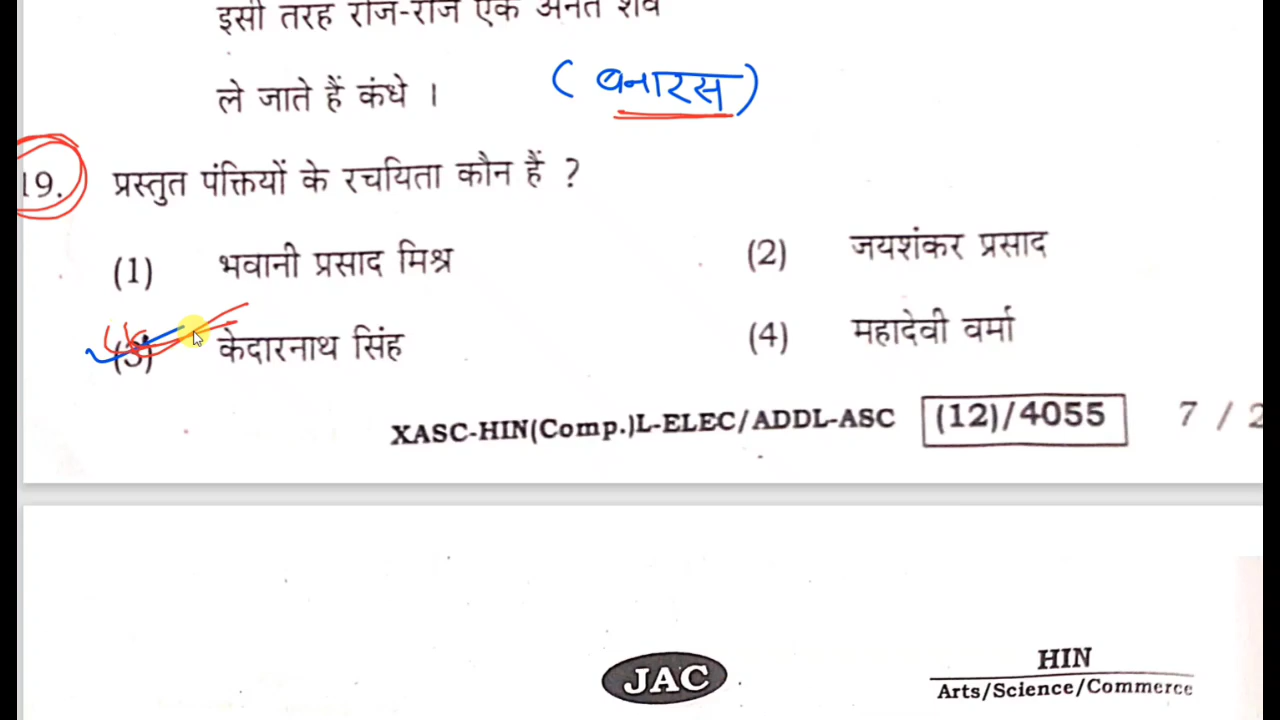 इसी तरह रोज-रोज एक अनंत शव
ले जाते हैं कंधे ।
( बनारस )
19. प्रस्तुत पंक्तियों के रचयिता कौन हैं ?
(1) भवानी प्रसाद मिश्र (2) जयशंकर प्रसाद
(3) केदारनाथ सिंह (4) महादेवी वर्मा
XASC-HIN(Comp.)L-ELEC/ADDL-ASC (12)/4055 7 / 2
JAC
HIN
Arts/Science/Commerce